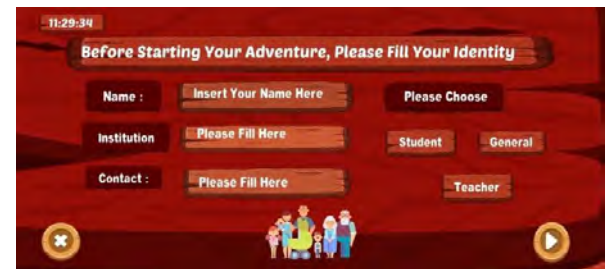 11:29:34
Before Starting Your Adventure, Please Fill Your Identity
Name :
Insert Your Name Here
Institution
Please Fill Here
Contact :
Please Fill Here
Please Choose
Student
General
Teacher